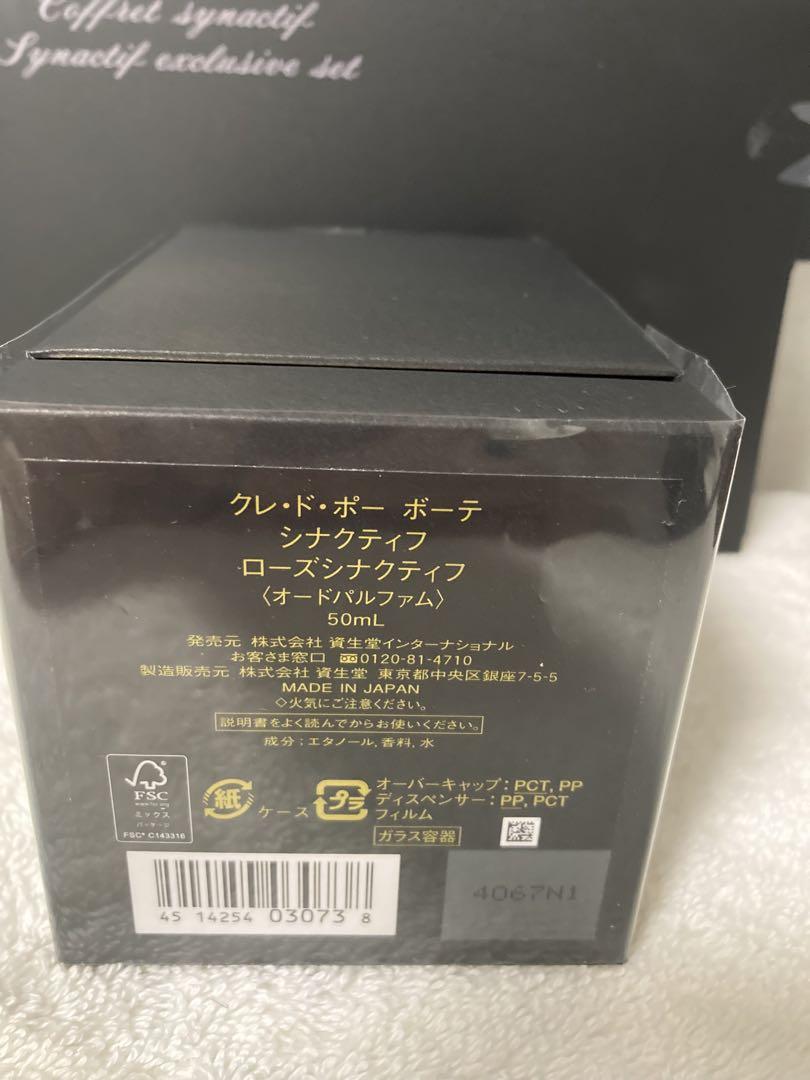 Coffret synactif
Synactif exclusive set
クレ・ド・ポー ボーテ
シナクティフ
ローズシナクティフ
〈オードパルファム〉
50mL
発売元 株式会社 資生堂インターナショナル
お客さま窓口 0120-81-4710
製造販売元 株式会社 資生堂 東京都中央区銀座7-5-5
MADE IN JAPAN
◇火気にご注意ください。
説明書をよく読んでからお使いください。
成分：エタノール,香料,水
FSC
www.fsc.org
ミックス
パッケージ
FSC® C143316
紙 ケース
プラ
オーバーキャップ：PCT, PP
ディスペンサー：PP, PCT
フィルム
ガラス容器
45 14254 03073 8
4067N1